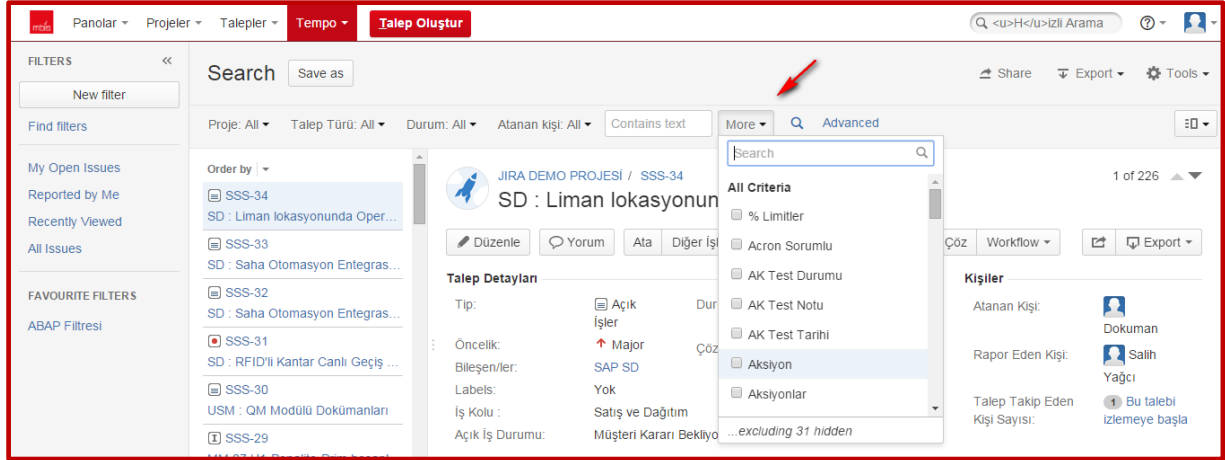 mbis Panolar Projeler Talepler Tempo Talep Oluştur <u>H</u>izli Arama
FILTERS
New filter
Find filters
My Open Issues
Reported by Me
Recently Viewed
All Issues
FAVOURITE FILTERS
ABAP Filtresi
Search Save as Share Export Tools
Proje: All Talep Türü: All Durum: All Atanan kişi: All Contains text More Advanced
Order by
SSS-34
SD : Liman lokasyonunda Oper...
SSS-33
SD : Saha Otomasyon Entegras...
SSS-32
SD : Saha Otomasyon Entegras...
SSS-31
SD : RFID'li Kantar Canlı Geçiş ...
SSS-30
USM : QM Modülü Dokümanları
SSS-29
JIRA DEMO PROJESİ / SSS-34
SD : Liman lokasyonun
1 of 226
Düzenle Yorum Ata Diğer İşl Çöz Workflow Export
Talep Detayları
Tip: Açık İşler Dur
Öncelik: Major Çöz
Bileşen/ler: SAP SD
Labels: Yok
İş Kolu : Satış ve Dağıtım
Açık İş Durumu: Müşteri Kararı Bekliyo
Search
All Criteria
% Limitler
Acron Sorumlu
AK Test Durumu
AK Test Notu
AK Test Tarihi
Aksiyon
Aksiyonlar
...excluding 31 hidden
Kişiler
Atanan Kişi:
Dokuman
Rapor Eden Kişi: Salih
Yağcı
Talep Takip Eden 1 Bu talebi
Kişi Sayısı: izlemeye başla